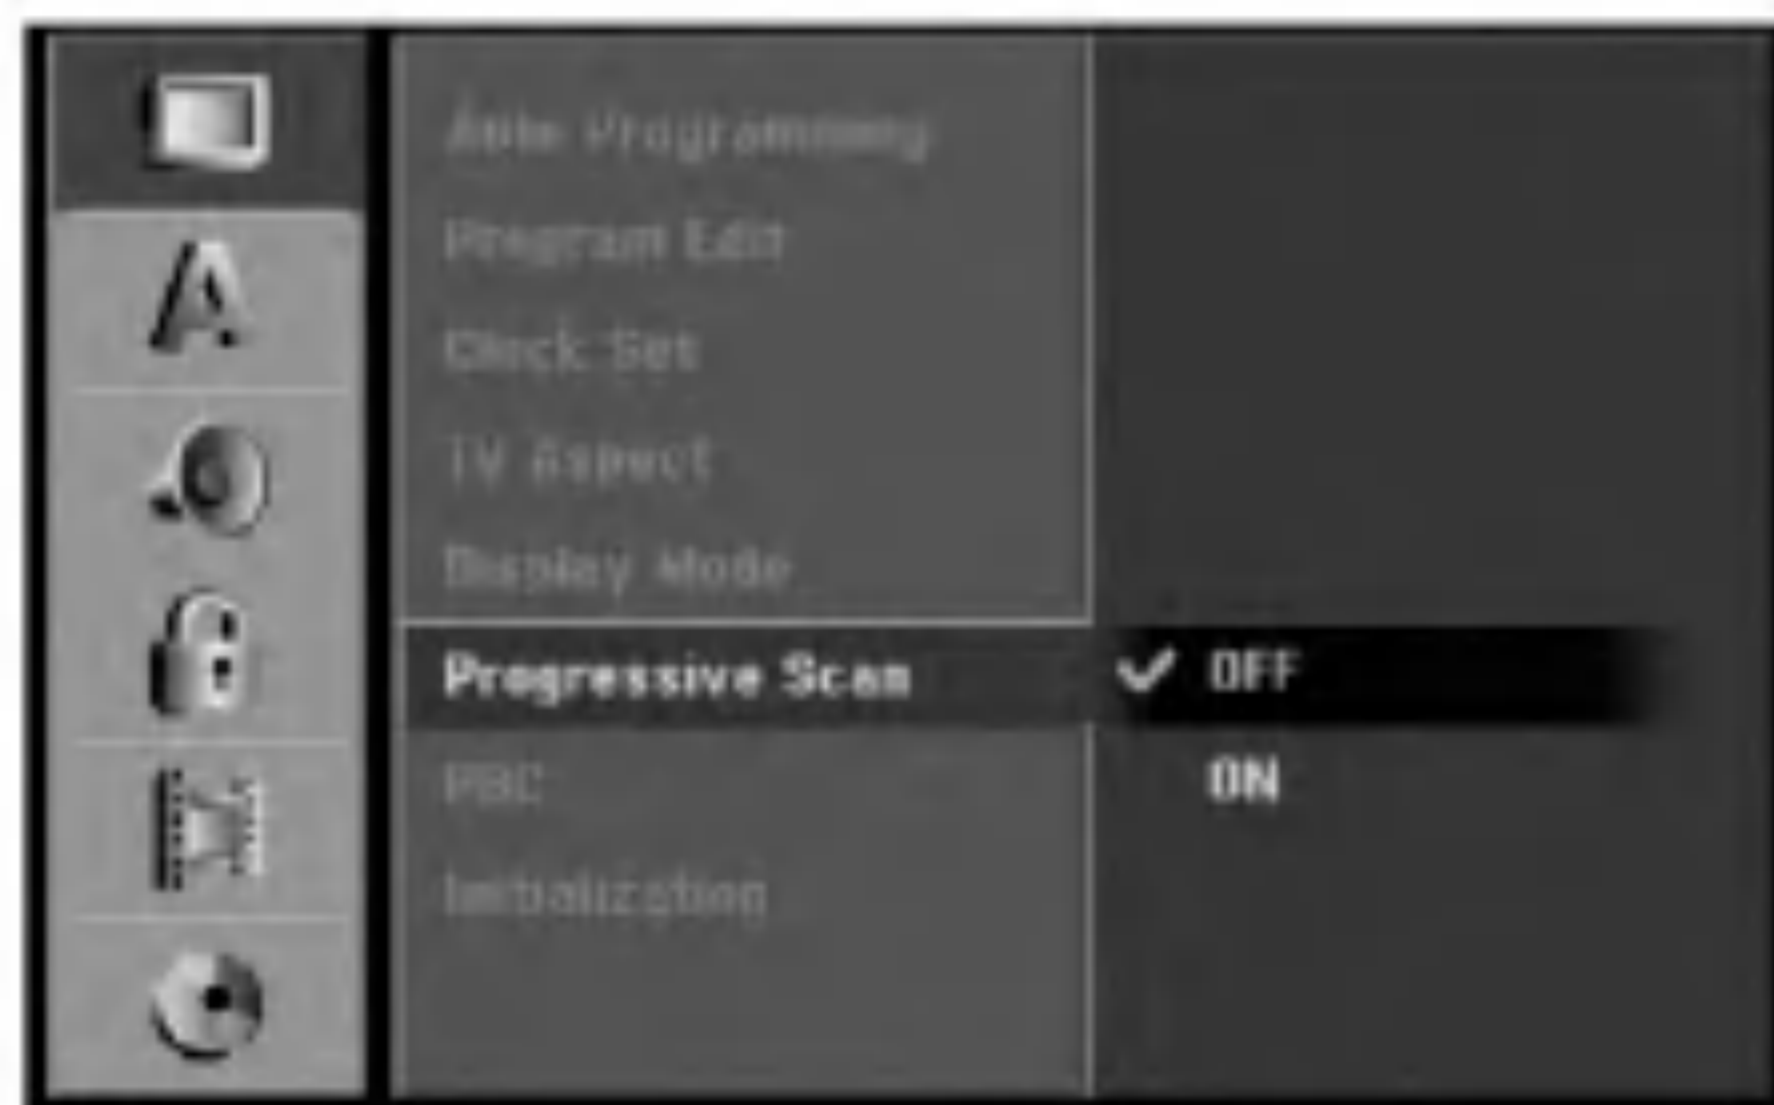 A
Auto Programming
Program Edit
Clock Set
TV Aspect
Display Mode
Progressive Scan
OFF
ON
PBC
Initialization